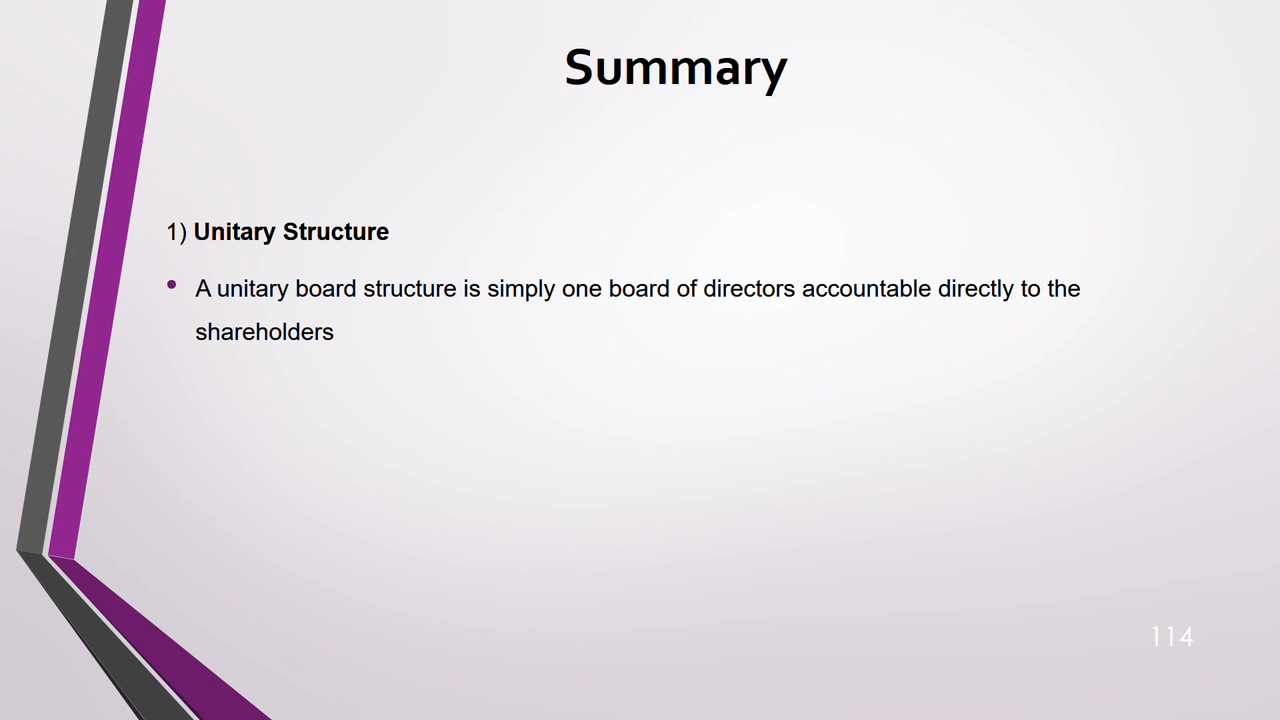 Summary
1) Unitary Structure
• A unitary board structure is simply one board of directors accountable directly to the
shareholders
114